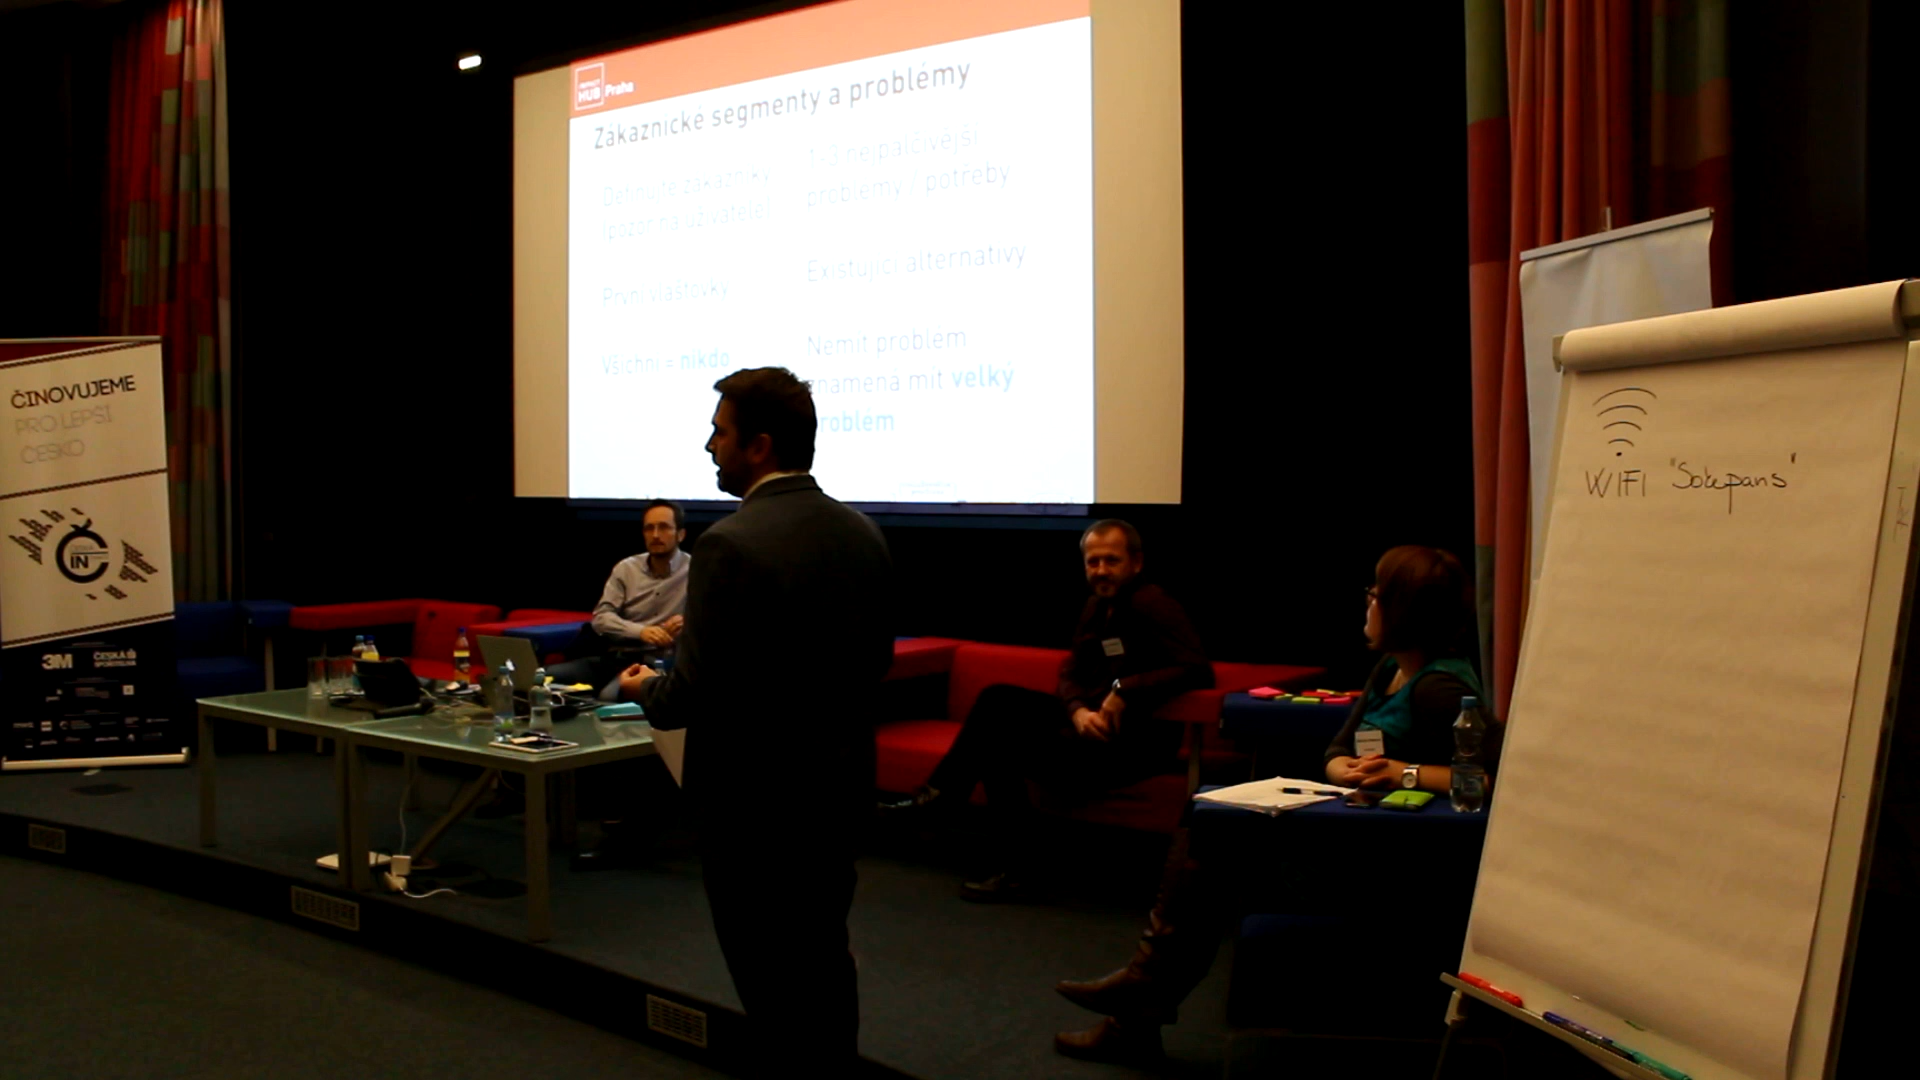 IMPACT
HUB Praha
Zákaznické segmenty a problémy
Definujte zákazníky
(pozor na uživatele)
První vlaštovky
Všichni = nikdo
1-3 nejpalčivější
problémy / potřeby
Existující alternativy
Nemít problém
znamená mít velký
problém
ČINOVUJEME
PRO LEPŠÍ
ČESKO
IN
3M
ČESKÁ
SPOŘITELNA
WIFI